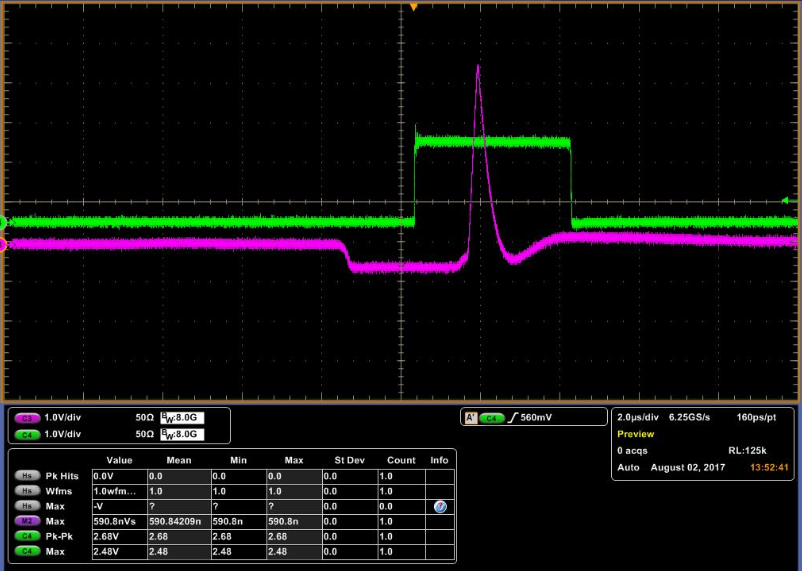 C3 1.0V/div 50Ω BW:8.0G
C4 1.0V/div 50Ω BW:8.0G
A' C4 560mV
2.0µs/div 6.25GS/s 160ps/pt
Preview
0 acqs RL:125k
Auto August 02, 2017 13:52:41
Value Mean Min Max St Dev Count Info
Hs Pk Hits 0.0V 0.0 0.0 0.0 0.0 1.0
Hs Wfms 1.0wfm... 1.0 1.0 1.0 0.0 1.0
Hs Max -V ? ? ? 0.0 0.0
M2 Max 590.8nVs 590.84209n 590.8n 590.8n 0.0 1.0
C4 Pk-Pk 2.68V 2.68 2.68 2.68 0.0 1.0
C4 Max 2.48V 2.48 2.48 2.48 0.0 1.0